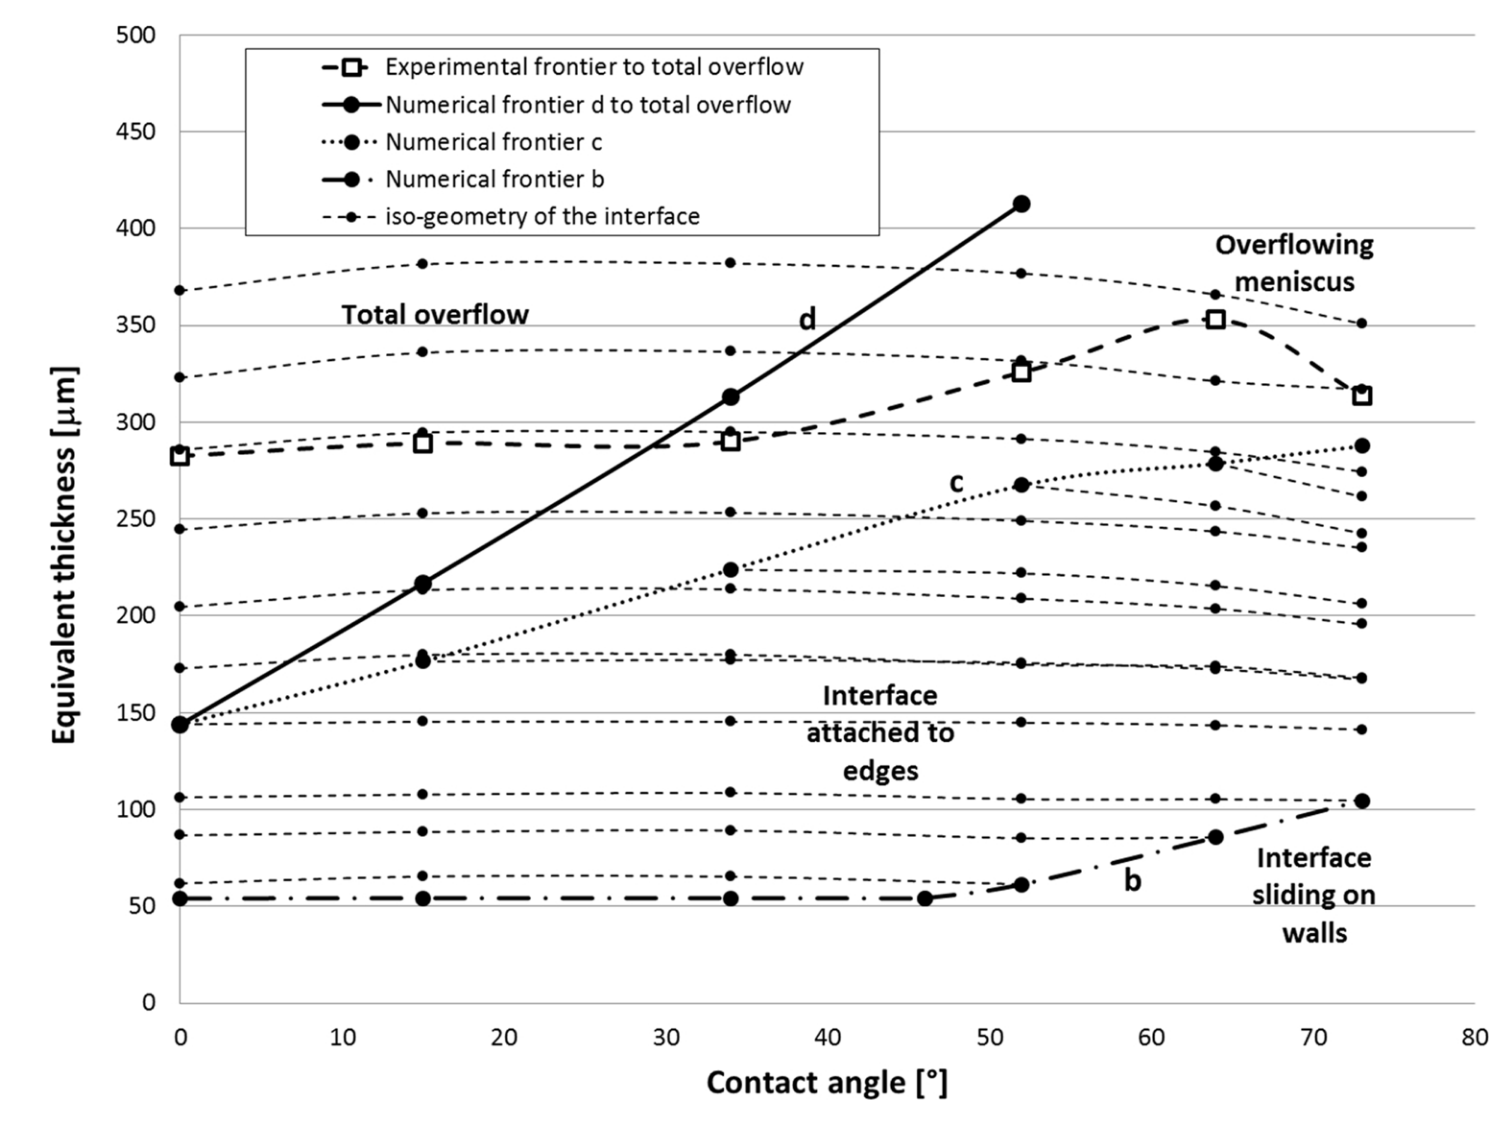 500
450
400
350
300
250
200
150
100
50
0
Equivalent thickness [μm]
Experimental frontier to total overflow
Numerical frontier d to total overflow
Numerical frontier c
Numerical frontier b
iso-geometry of the interface
Overflowing
meniscus
Total overflow
d
c
Interface
attached to
edges
b
Interface
sliding on
walls
0 10 20 30 40 50 60 70 80
Contact angle [°]